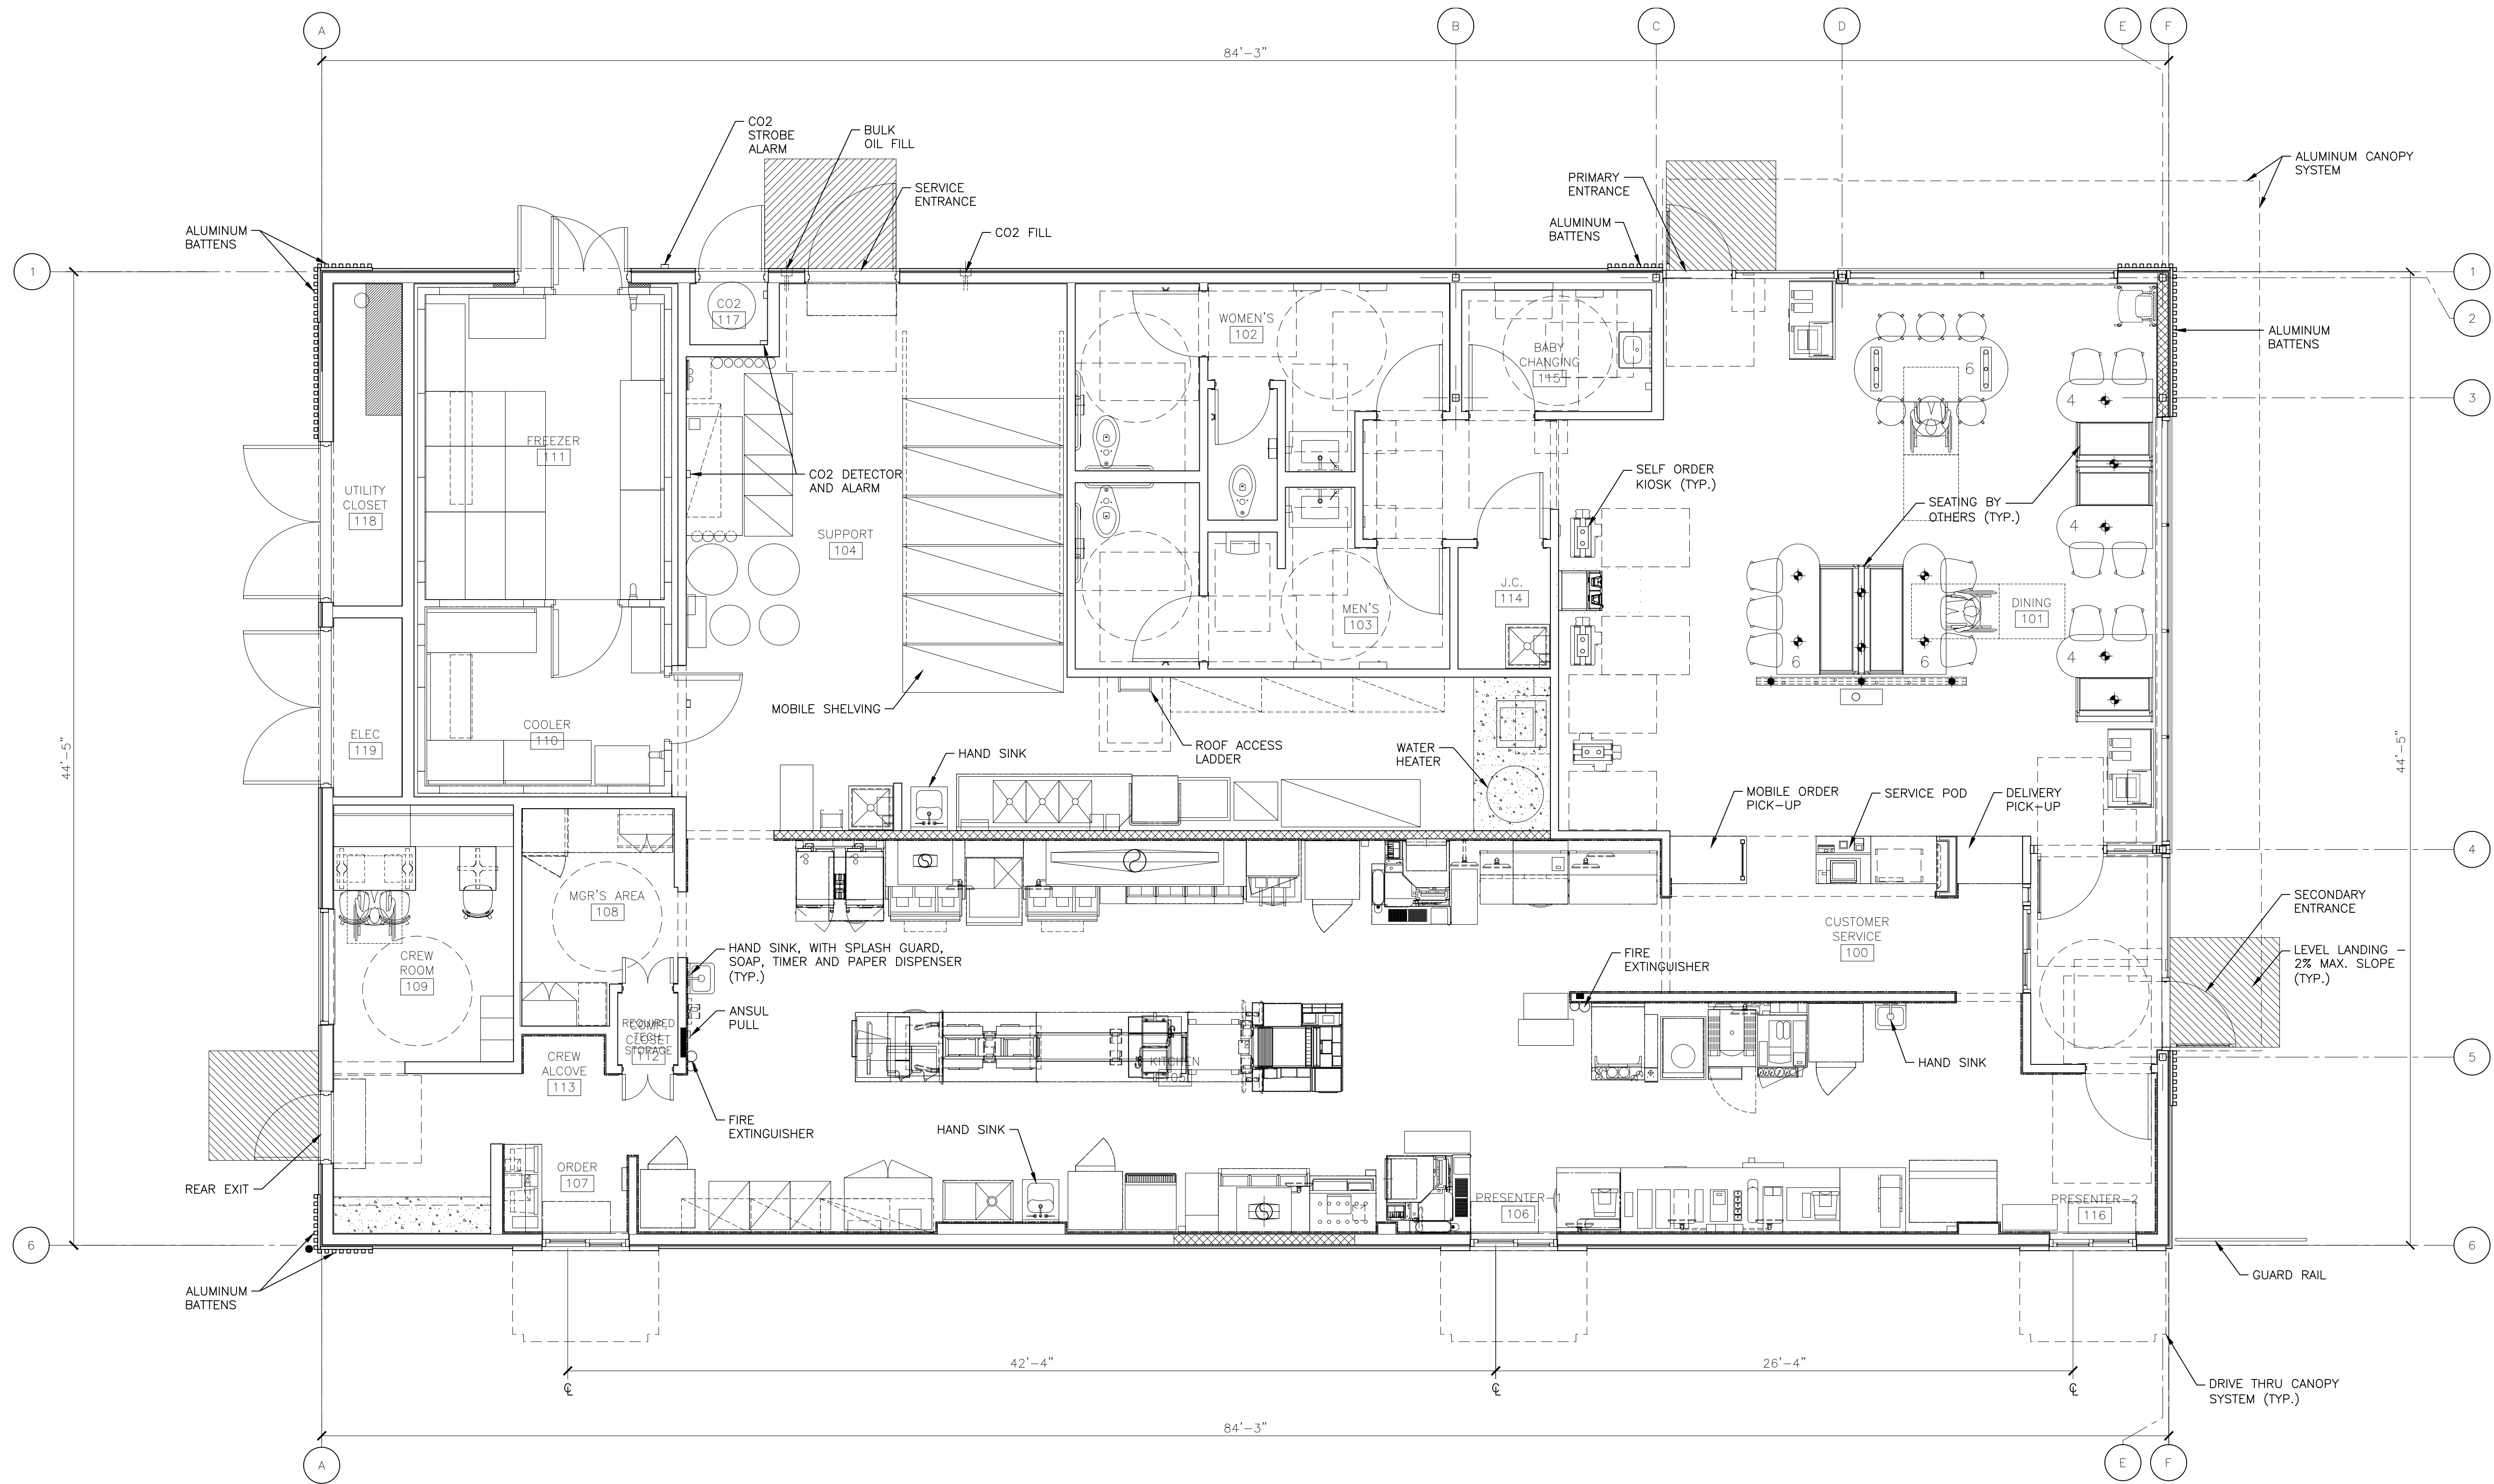 A
B
C
D
E
F
84'-3"
CO2
STROBE
ALARM
BULK
OIL FILL
SERVICE
ENTRANCE
CO2 FILL
PRIMARY
ENTRANCE
ALUMINUM
BATTENS
ALUMINUM CANOPY
SYSTEM
ALUMINUM
BATTENS
1
1
2
3
ALUMINUM
BATTENS
CO2
117
WOMEN'S
102
BABY
CHANGING
115
6
4
FREEZER
111
CO2 DETECTOR
AND ALARM
SELF ORDER
KIOSK (TYP.)
SEATING BY
OTHERS (TYP.)
UTILITY
CLOSET
118
SUPPORT
104
4
J.C.
114
MEN'S
103
DINING
101
6
6
4
MOBILE SHELVING
COOLER
110
ELEC
119
44'-5"
44'-5"
ROOF ACCESS
LADDER
WATER
HEATER
HAND SINK
MOBILE ORDER
PICK-UP
SERVICE POD
DELIVERY
PICK-UP
4
MGR'S AREA
108
SECONDARY
ENTRANCE
CUSTOMER
SERVICE
100
HAND SINK, WITH SPLASH GUARD,
SOAP, TIMER AND PAPER DISPENSER
(TYP.)
FIRE
EXTINGUISHER
LEVEL LANDING -
2% MAX. SLOPE
(TYP.)
CREW
ROOM
109
ANSUL
PULL
REQUIRED
TECH
STORAGE
COMP.
CLOSET
112
CREW
ALCOVE
113
KITCHEN
105
HAND SINK
5
FIRE
EXTINGUISHER
HAND SINK
ORDER
107
REAR EXIT
PRESENTER-1
106
PRESENTER-2
116
6
6
GUARD RAIL
ALUMINUM
BATTENS
42'-4"
26'-4"
℄
℄
℄
DRIVE THRU CANOPY
SYSTEM (TYP.)
84'-3"
A
E
F